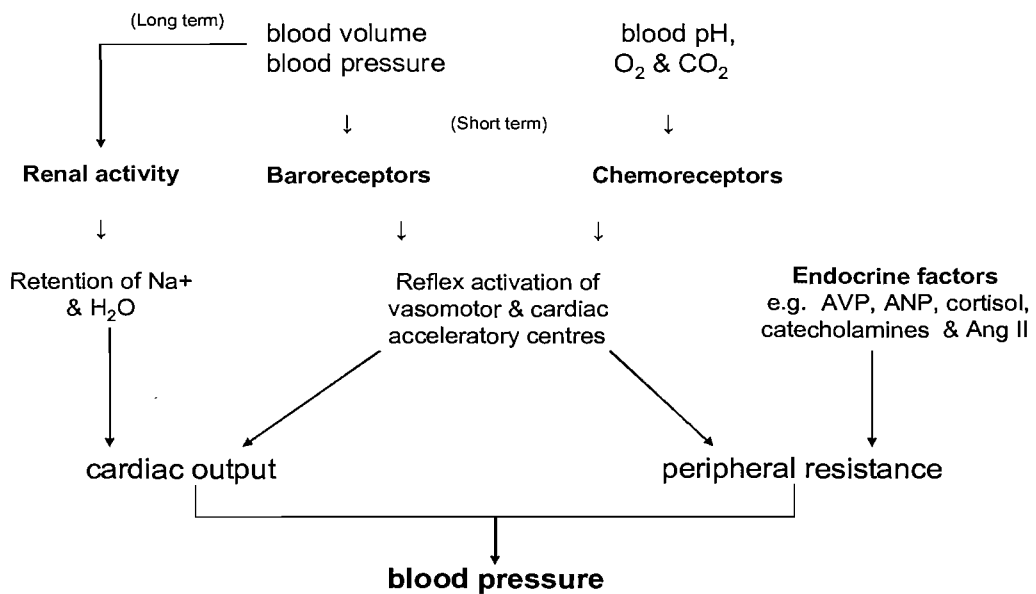 (Long term)
blood volume
blood pressure
blood pH,
O₂ & CO₂
(Short term)
Renal activity
Baroreceptors
Chemoreceptors
Retention of Na+
& H₂O
Reflex activation of
vasomotor & cardiac
acceleratory centres
Endocrine factors
e.g. AVP, ANP, cortisol,
catecholamines & Ang II
cardiac output
peripheral resistance
blood pressure